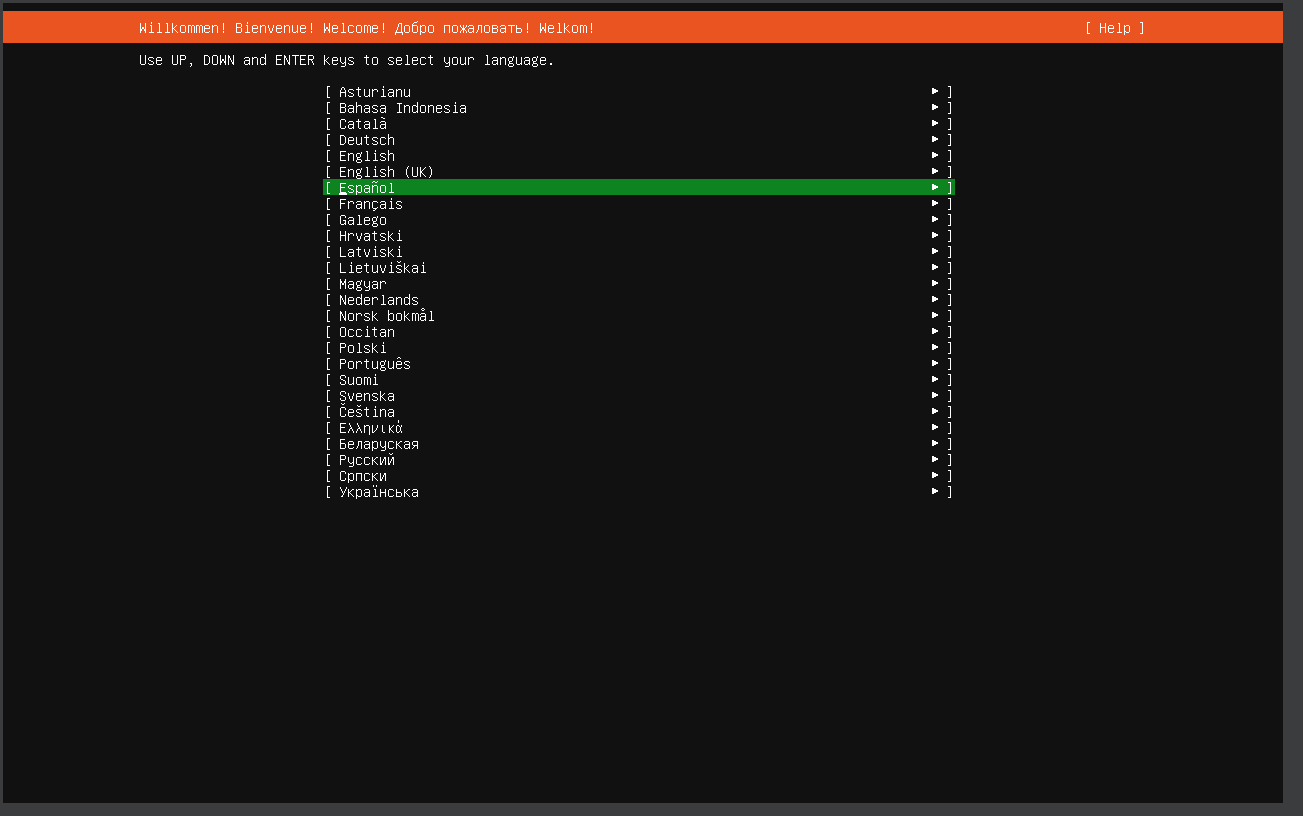 Willkommen! Bienvenue! Welcome! Добро пожаловать! Welkom! [ Help ]
Use UP, DOWN and ENTER keys to select your language.
[ Asturianu ► ]
[ Bahasa Indonesia ► ]
[ Català ► ]
[ Deutsch ► ]
[ English ► ]
[ English (UK) ► ]
[ Español ► ]
[ Français ► ]
[ Galego ► ]
[ Hrvatski ► ]
[ Latviski ► ]
[ Lietuviškai ► ]
[ Magyar ► ]
[ Nederlands ► ]
[ Norsk bokmål ► ]
[ Occitan ► ]
[ Polski ► ]
[ Português ► ]
[ Suomi ► ]
[ Svenska ► ]
[ Čeština ► ]
[ Ελληνικά ► ]
[ Беларуская ► ]
[ Русский ► ]
[ Српски ► ]
[ Українська ► ]